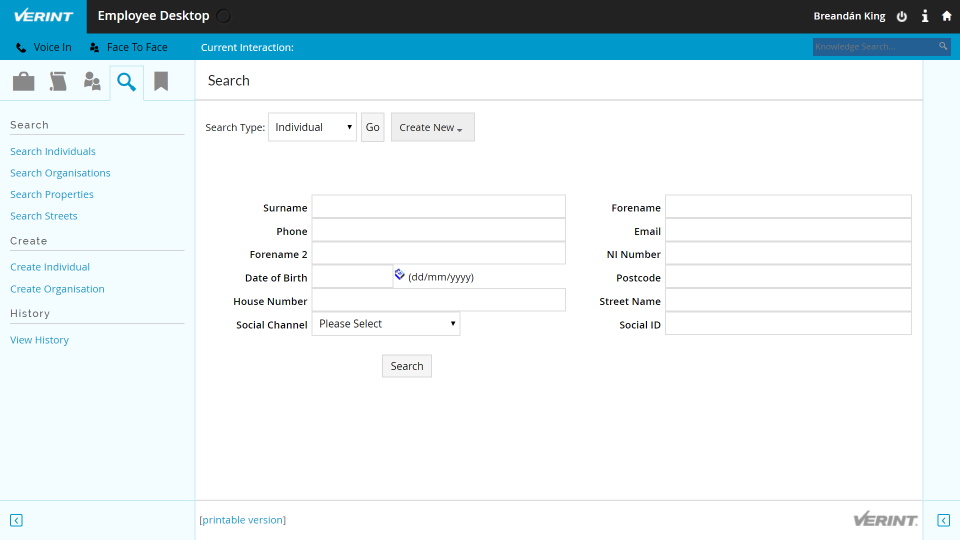 VERINT Employee Desktop Breandán King
Voice In Face To Face Current Interaction: Knowledge Search...
Search
Search Type: Individual Go Create New
Search
Search Individuals
Search Organisations
Search Properties
Search Streets
Create
Create Individual
Create Organisation
History
View History
Surname Forename
Phone Email
Forename 2 NI Number
Date of Birth (dd/mm/yyyy) Postcode
House Number Street Name
Social Channel Please Select Social ID
Search
[printable version] VERINT.